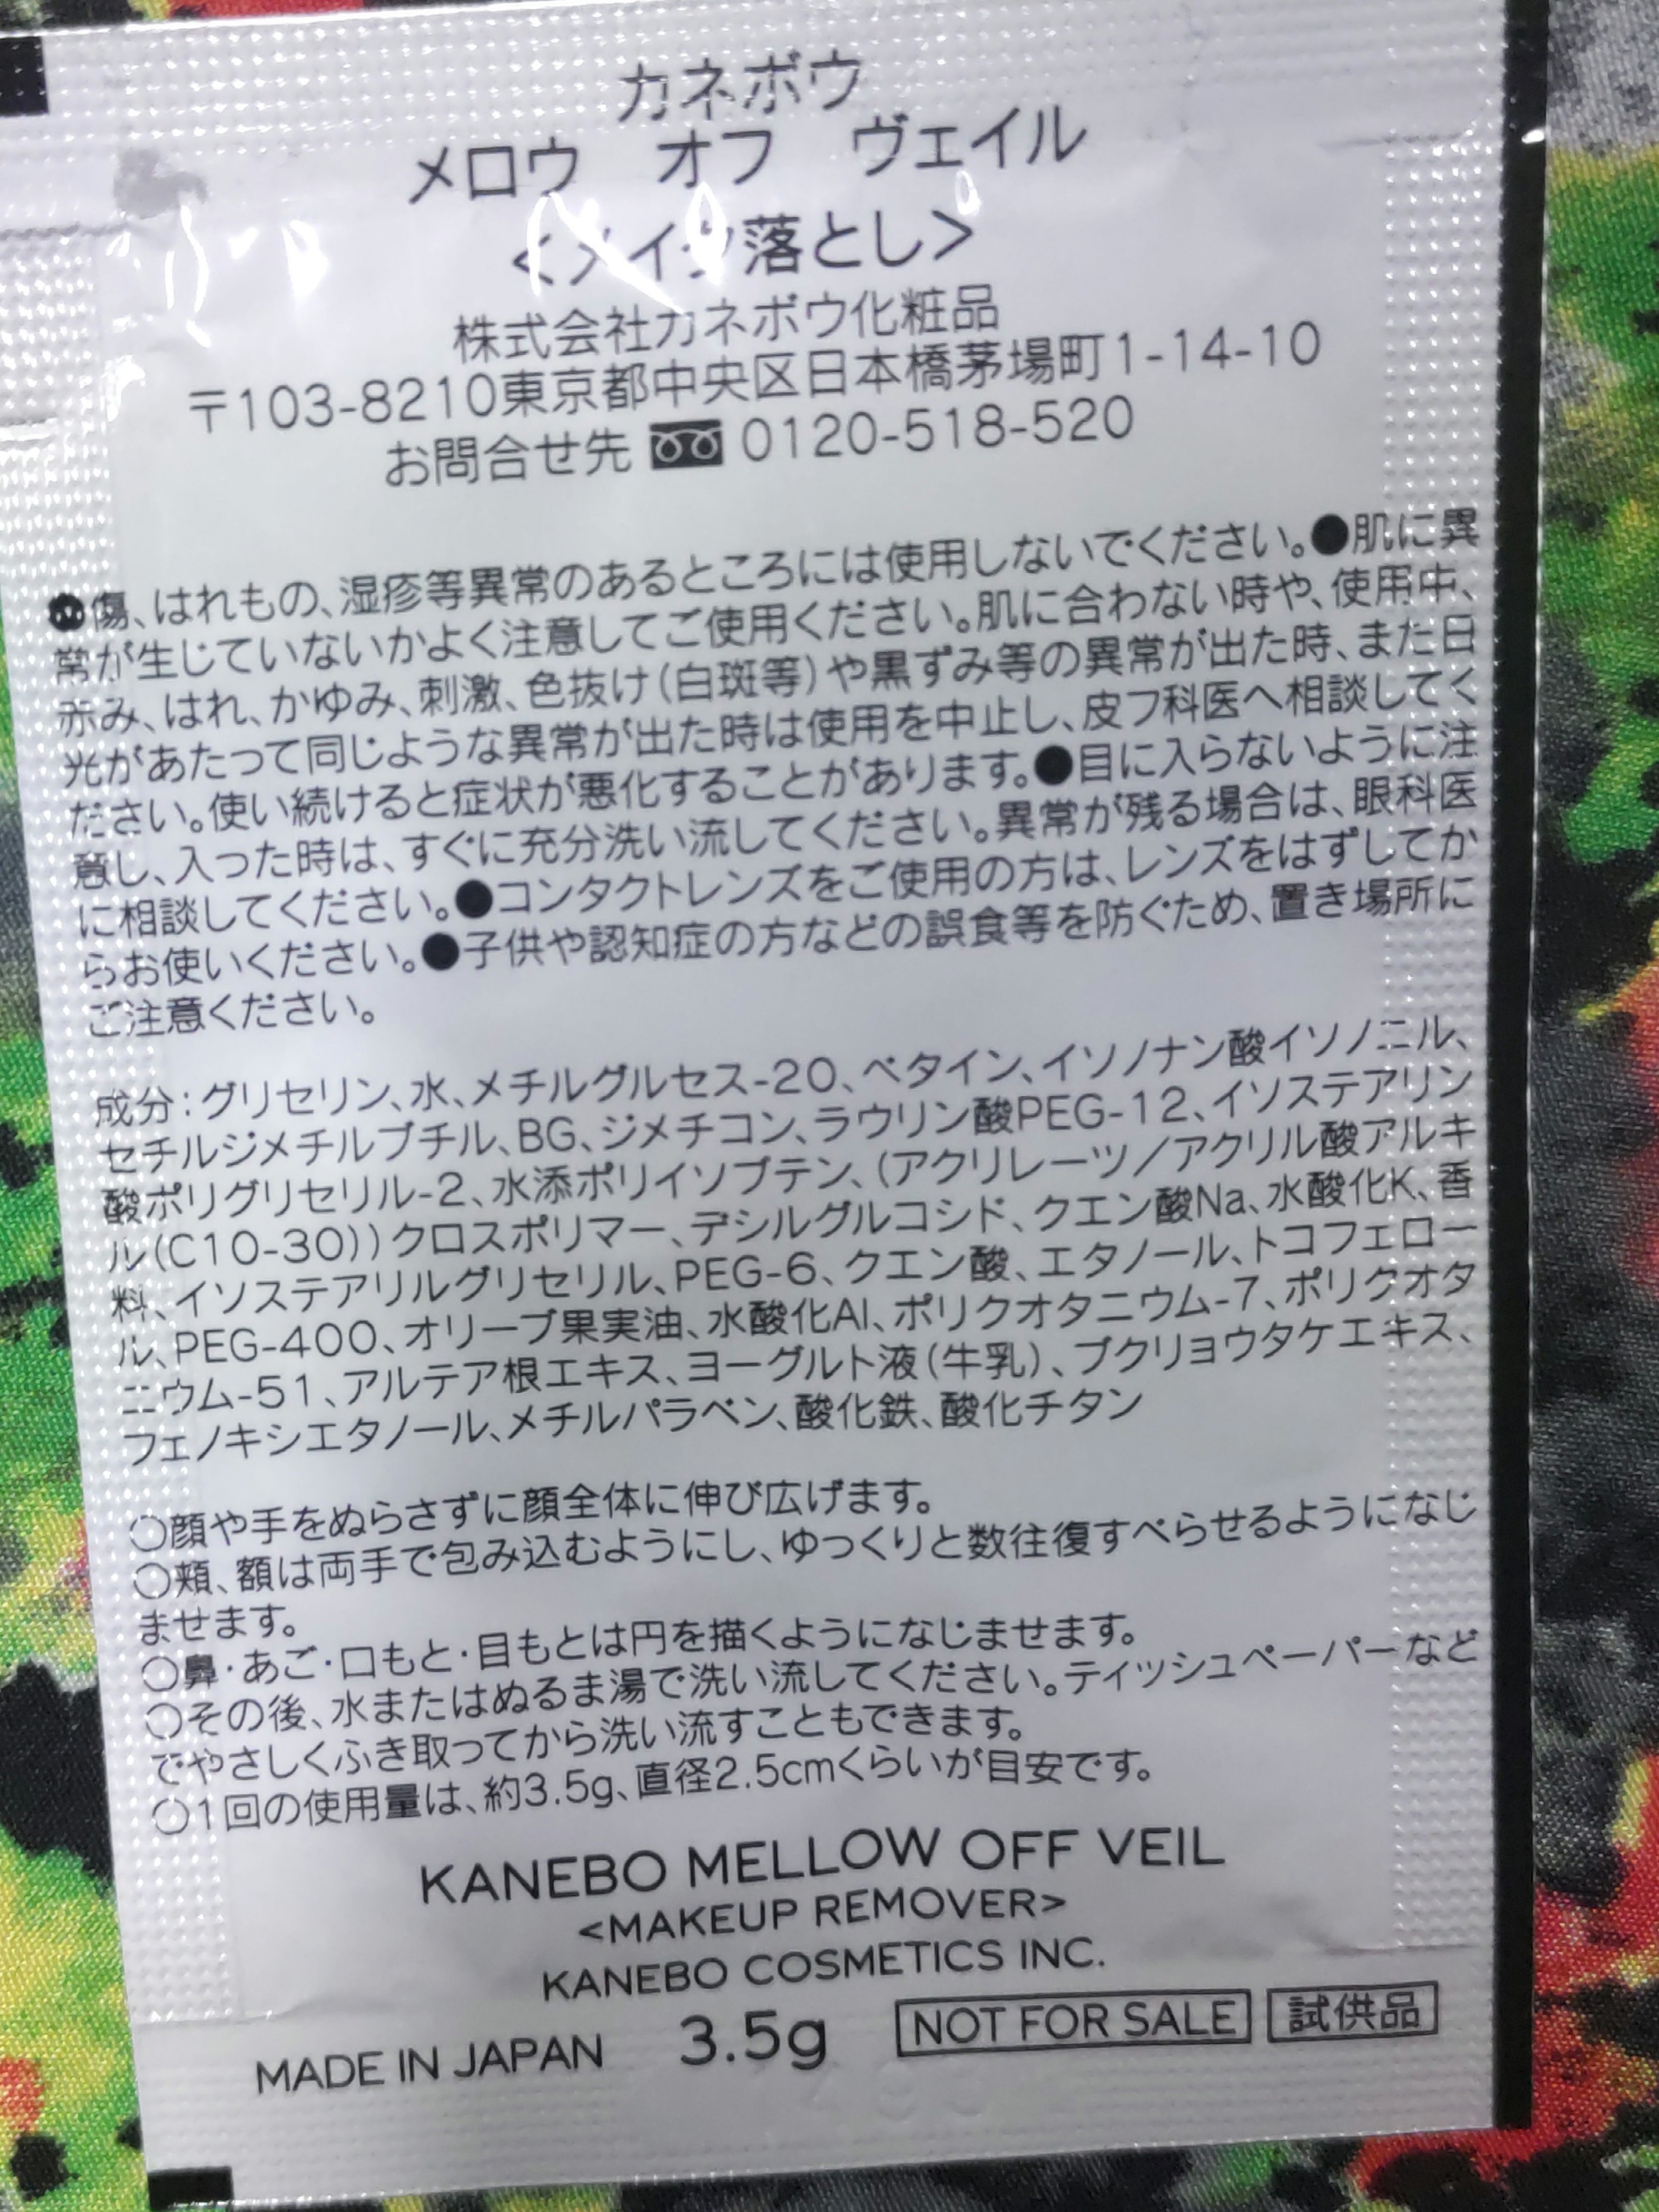 カネボウ
メロウ オフ ヴェイル
<メイク落とし>
株式会社カネボウ化粧品
〒103-8210東京都中央区日本橋茅場町1-14-10
お問合せ先 0120-518-520
●傷、はれもの、湿疹等異常のあるところには使用しないでください。●肌に異
常が生じていないかよく注意してご使用ください。肌に合わない時や、使用中、
赤み、はれ、かゆみ、刺激、色抜け(白斑等)や黒ずみ等の異常が出た時、また日
光があたって同じような異常が出た時は使用を中止し、皮フ科医へ相談してく
ださい。使い続けると症状が悪化することがあります。●目に入らないように注
意し、入った時は、すぐに充分洗い流してください。異常が残る場合は、眼科医
に相談してください。●コンタクトレンズをご使用の方は、レンズをはずしてか
らお使いください。●子供や認知症の方などの誤食等を防ぐため、置き場所に
ご注意ください。
成分:グリセリン、水、メチルグルセス-20、ベタイン、イソノナン酸イソノニル、
セチルジメチルブチル、BG、ジメチコン、ラウリン酸PEG-12、イソステアリン
酸ポリグリセリル-2、水添ポリイソブテン、(アクリレーツ/アクリル酸アルキ
ル(C10-30))クロスポリマー、デシルグルコシド、クエン酸Na、水酸化K、香
料、イソステアリルグリセリル、PEG-6、クエン酸、エタノール、トコフェロー
ル、PEG-400、オリーブ果実油、水酸化Al、ポリクオタニウム-7、ポリクオタ
ニウム-51、アルテア根エキス、ヨーグルト液(牛乳)、ブクリョウタケエキス、
フェノキシエタノール、メチルパラベン、酸化鉄、酸化チタン
○顔や手をぬらさずに顔全体に伸び広げます。
○頬、額は両手で包み込むようにし、ゆっくりと数往復すべらせるようになじ
ませます。
○鼻・あご・口もと・目もとは円を描くようになじませます。
○その後、水またはぬるま湯で洗い流してください。ティッシュペーパーなど
でやさしくふき取ってから洗い流すこともできます。
○1回の使用量は、約3.5g、直径2.5cmくらいが目安です。
KANEBO MELLOW OFF VEIL
<MAKEUP REMOVER>
KANEBO COSMETICS INC.
MADE IN JAPAN 3.5g NOT FOR SALE 試供品